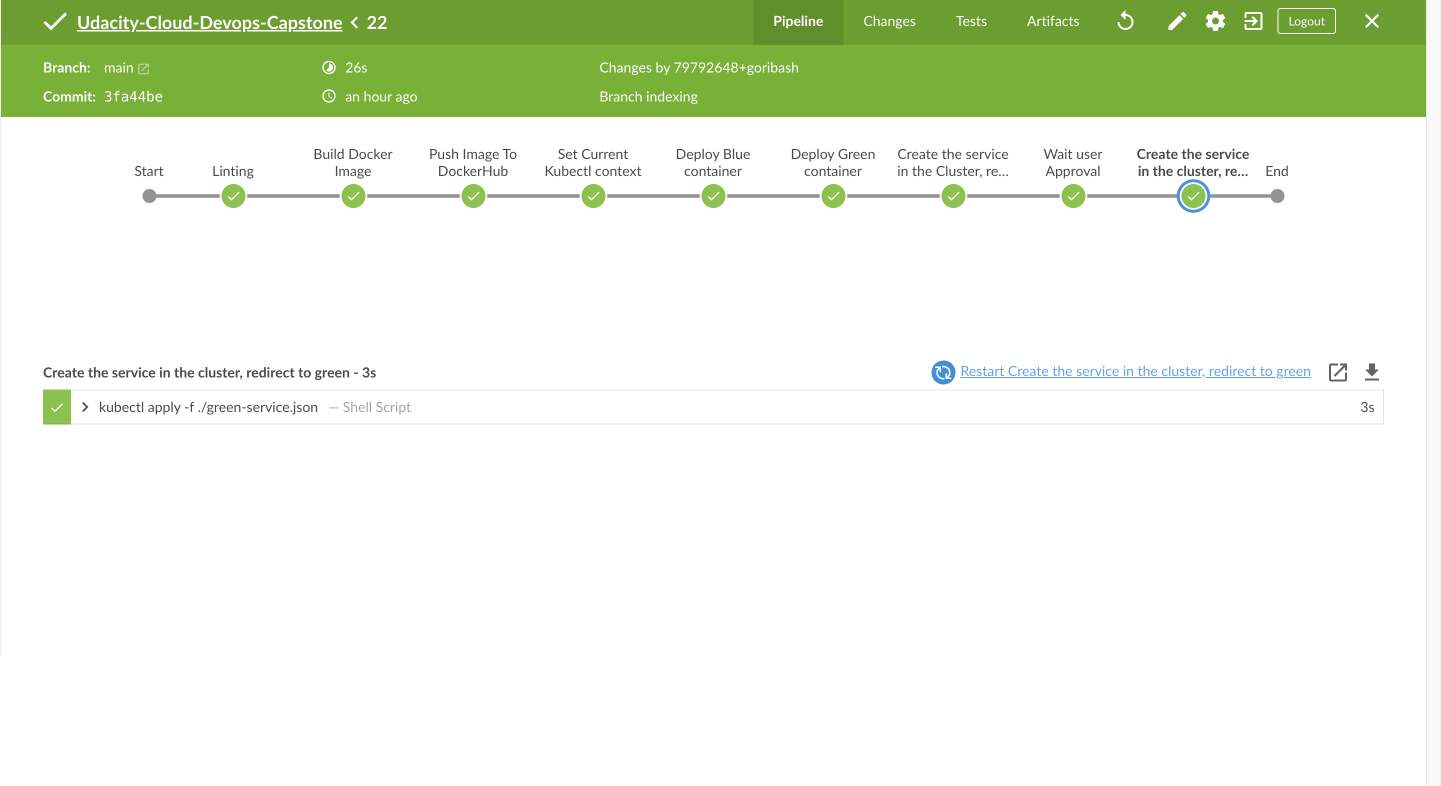 Udacity-Cloud-Devops-Capstone < 22
Pipeline
Changes
Tests
Artifacts
Logout
Branch: main
26s
Changes by 79792648+goribash
Commit: 3fa44be
an hour ago
Branch indexing
Start
Linting
Build Docker
Image
Push Image To
DockerHub
Set Current
Kubectl context
Deploy Blue
container
Deploy Green
container
Create the service
in the Cluster, re...
Wait user
Approval
Create the service
in the cluster, re...
End
Create the service in the cluster, redirect to green - 3s
Restart Create the service in the cluster, redirect to green
kubectl apply -f ./green-service.json — Shell Script
3s